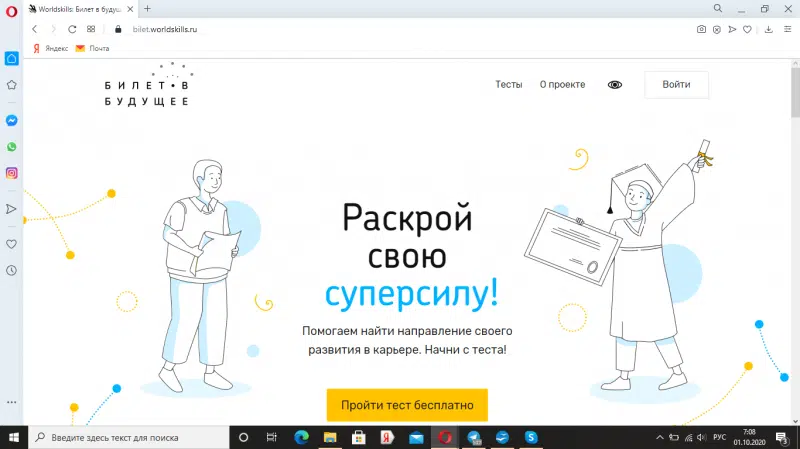 Worldskills: Билет в будущ
bilet.worldskills.ru
Яндекс
Почта
БИЛЕТ•В
БУДУЩЕЕ
Тесты
О проекте
Войти
Раскрой
свою
суперсилу!
Помогаем найти направление своего
развития в карьере. Начни с теста!
Пройти тест бесплатно
Введите здесь текст для поиска
РУС
7:08
01.10.2020